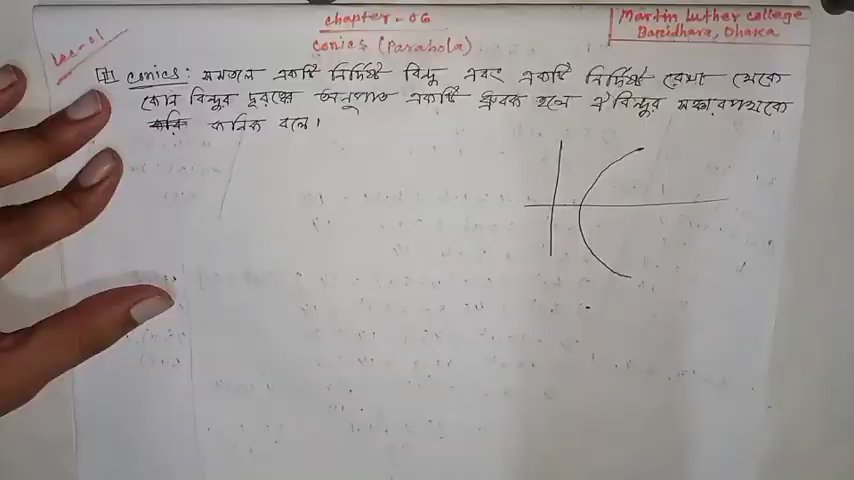 chapter-06
Conics (Parabola)
Martin Luther college
Baridhara, Dhaka
Lec-01
conics: সমতলে একটি নির্দিষ্ট বিন্দু এবং একটি নির্দিষ্ট রেখা থেকে
কোন বিন্দুর দূরত্বের অনুপাত একটি ধ্রুবক হলে ঐ বিন্দুর সঞ্চারপথকে
কনিক বলে।